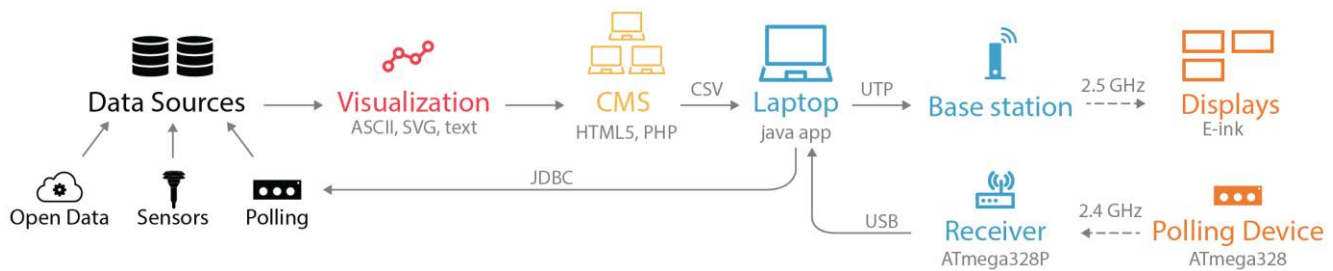 Data Sources
Visualization
ASCII, SVG, text
CMS
HTML5, PHP
CSV
Laptop
java app
UTP
Base station
2.5 GHz
Displays
E-ink
Open Data
Sensors
Polling
JDBC
USB
Receiver
ATmega328P
2.4 GHz
Polling Device
ATmega328